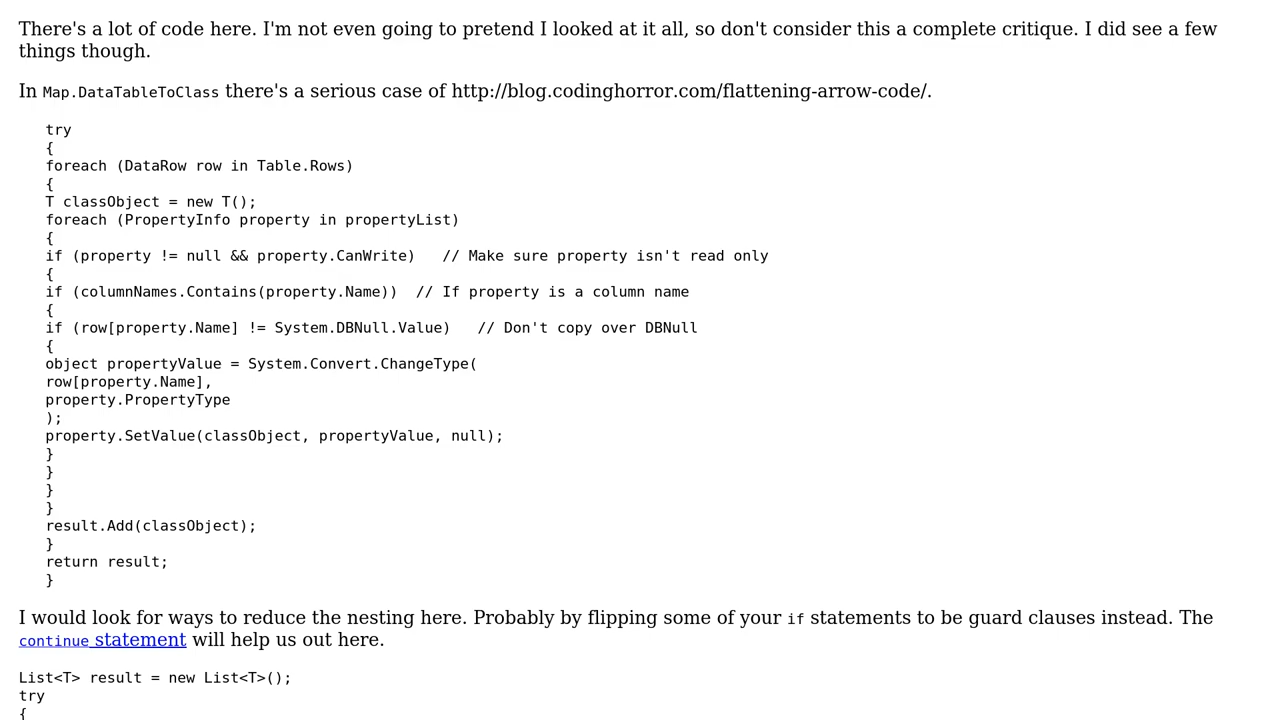 There's a lot of code here. I'm not even going to pretend I looked at it all, so don't consider this a complete critique. I did see a few
things though.
In Map.DataTableToClass there's a serious case of http://blog.codinghorror.com/flattening-arrow-code/.
try
{
foreach (DataRow row in Table.Rows)
{
T classObject = new T();
foreach (PropertyInfo property in propertyList)
{
if (property != null && property.CanWrite)   // Make sure property isn't read only
{
if (columnNames.Contains(property.Name))  // If property is a column name
{
if (row[property.Name] != System.DBNull.Value)   // Don't copy over DBNull
{
object propertyValue = System.Convert.ChangeType(
row[property.Name],
property.PropertyType
);
property.SetValue(classObject, propertyValue, null);
}
}
}
}
result.Add(classObject);
}
return result;
}
I would look for ways to reduce the nesting here. Probably by flipping some of your if statements to be guard clauses instead. The
continue statement will help us out here.
List<T> result = new List<T>();
try
{